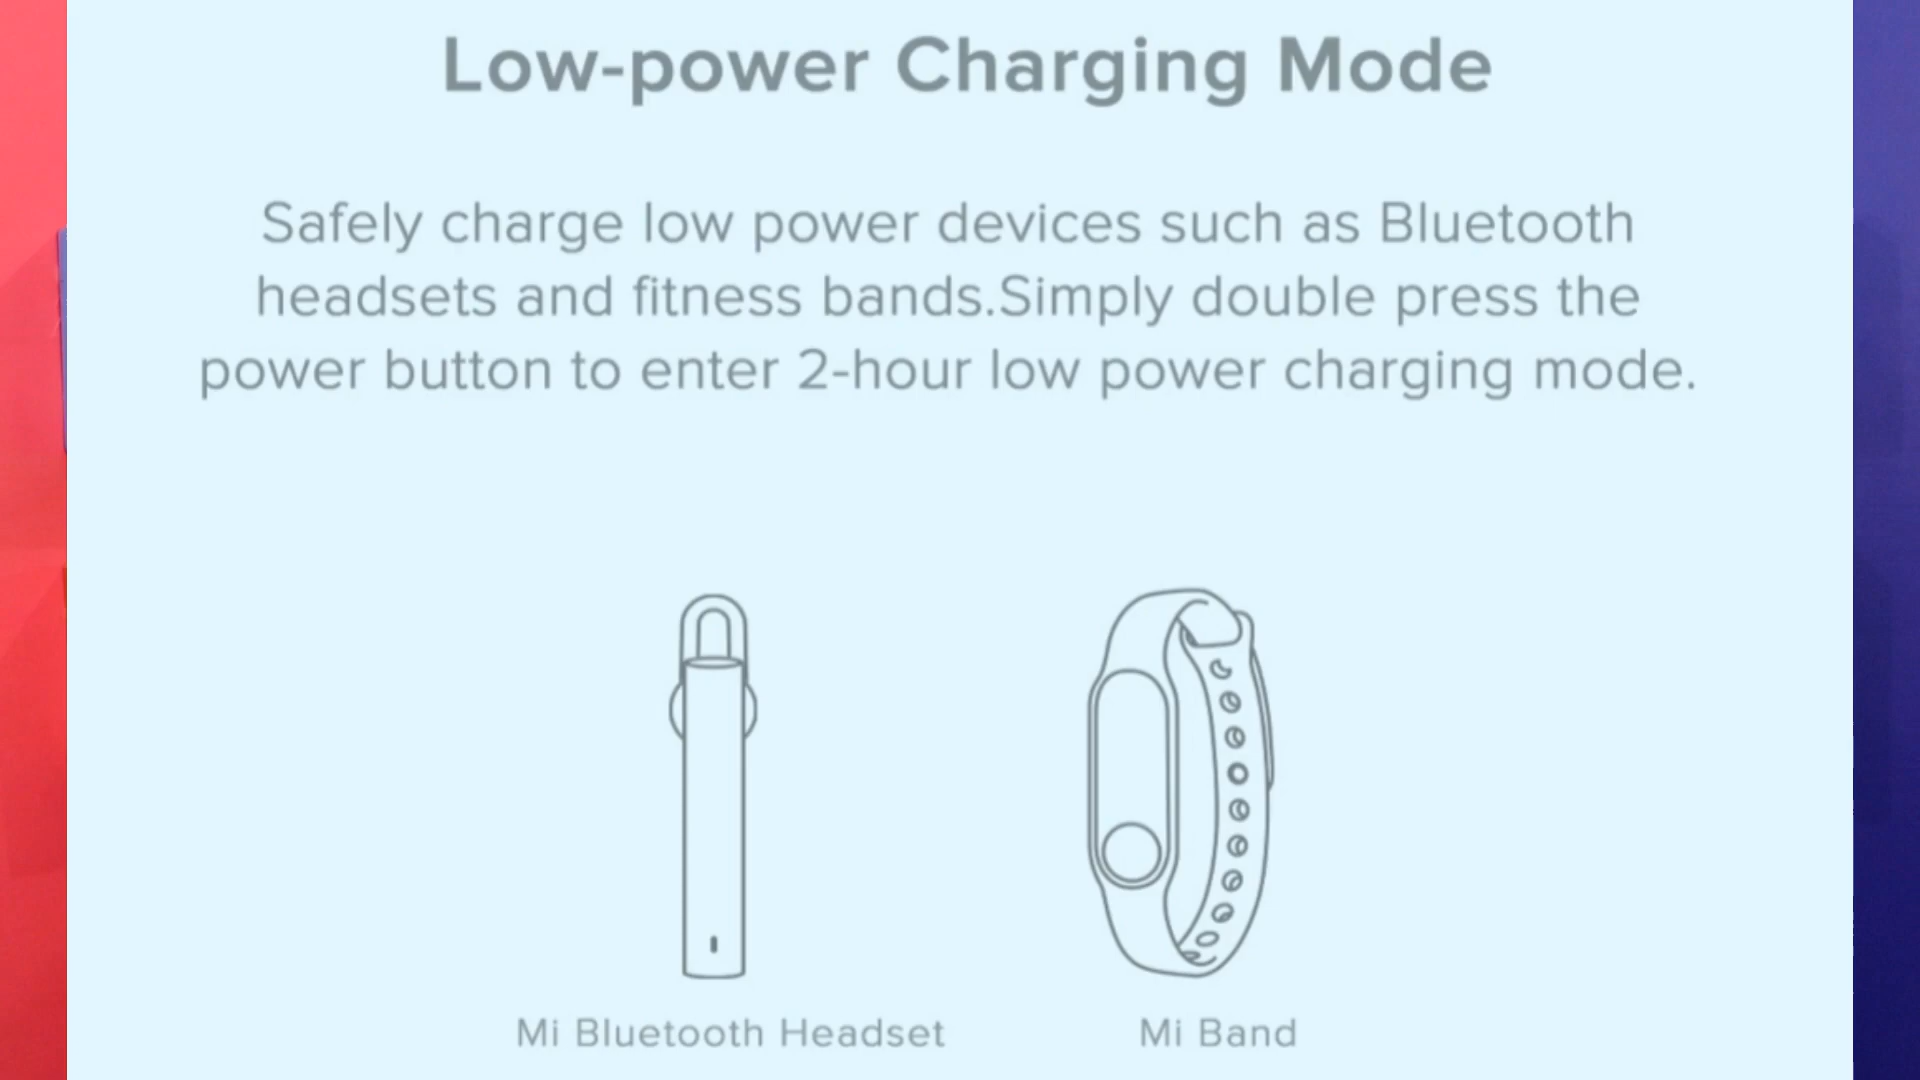 Low-power Charging Mode
Safely charge low power devices such as Bluetooth
headsets and fitness bands.Simply double press the
power button to enter 2-hour low power charging mode.
Mi Bluetooth Headset
Mi Band